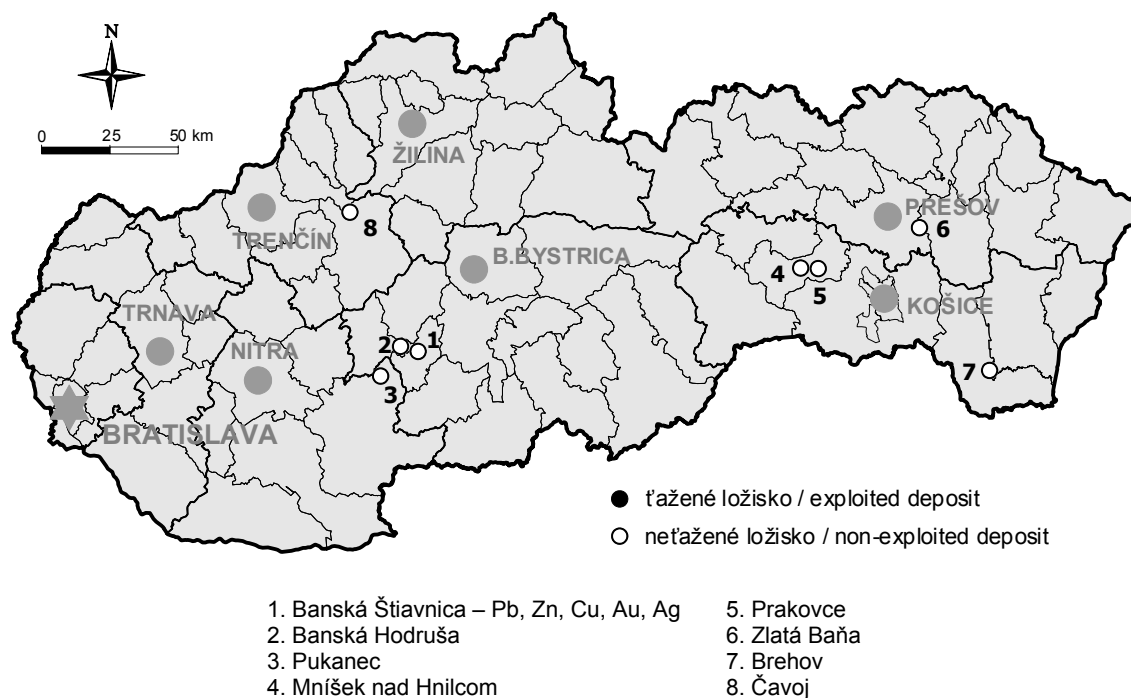 N
0 25 50 km
ŽILINA
PREŠOV
6
8
TRENČÍN
B.BYSTRICA
4
5
KOŠICE
TRNAVA
NITRA
2 1
3
7
BRATISLAVA
ťažené ložisko / exploited deposit
neťažené ložisko / non-exploited deposit
1. Banská Štiavnica – Pb, Zn, Cu, Au, Ag
2. Banská Hodruša
3. Pukanec
4. Mníšek nad Hnilcom
5. Prakovce
6. Zlatá Baňa
7. Brehov
8. Čavoj